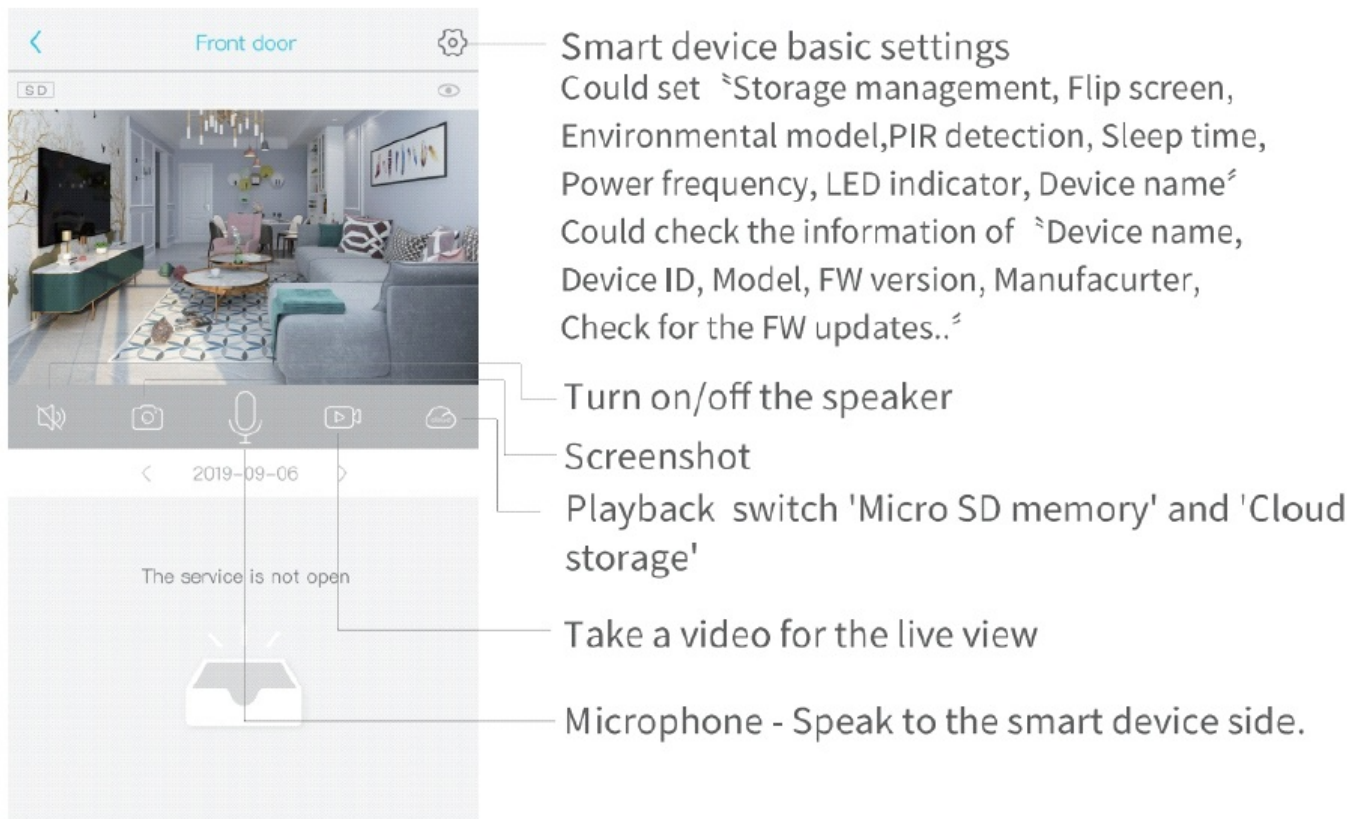 Front door
SD
2019-09-06
The service is not open
Smart device basic settings
Could set 〝Storage management, Flip screen,
Environmental model,PIR detection, Sleep time,
Power frequency, LED indicator, Device name〞
Could check the information of 〝Device name,
Device ID, Model, FW version, Manufacurter,
Check for the FW updates..〞
Turn on/off the speaker
Screenshot
Playback switch 'Micro SD memory' and 'Cloud
storage'
Take a video for the live view
Microphone - Speak to the smart device side.